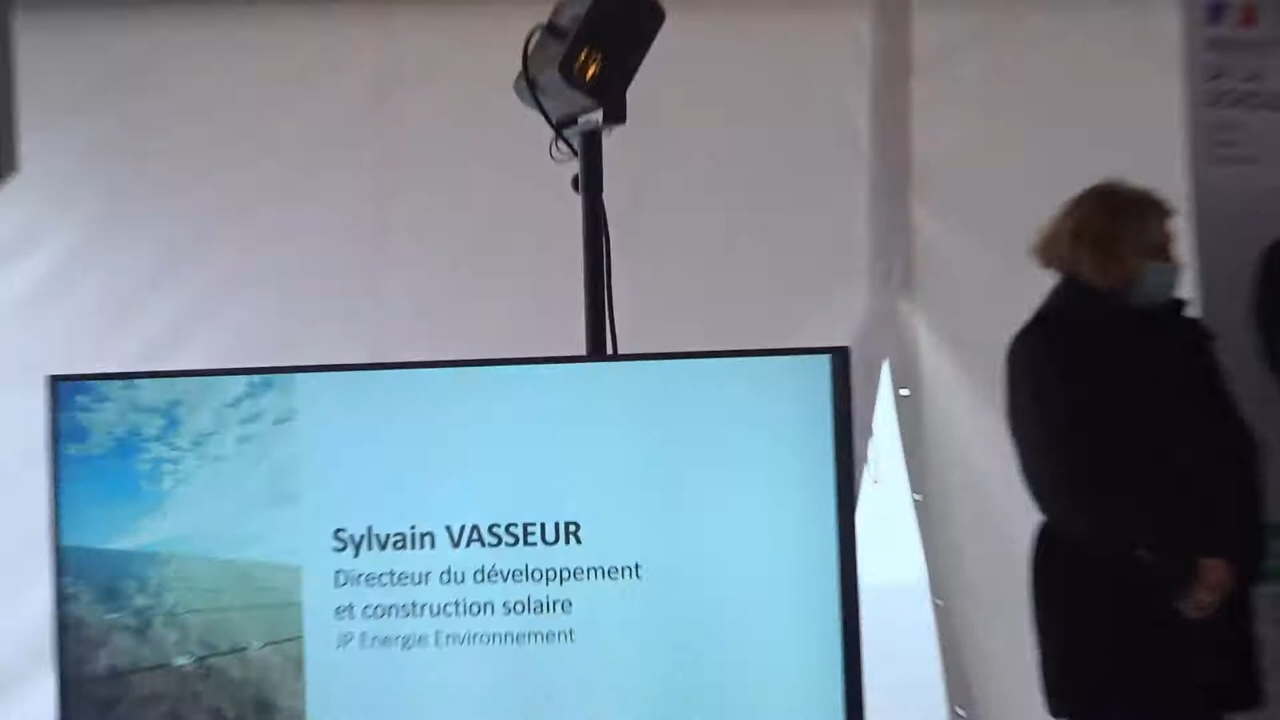 Sylvain VASSEUR
Directeur du développement
et construction solaire
JP Energie Environnement